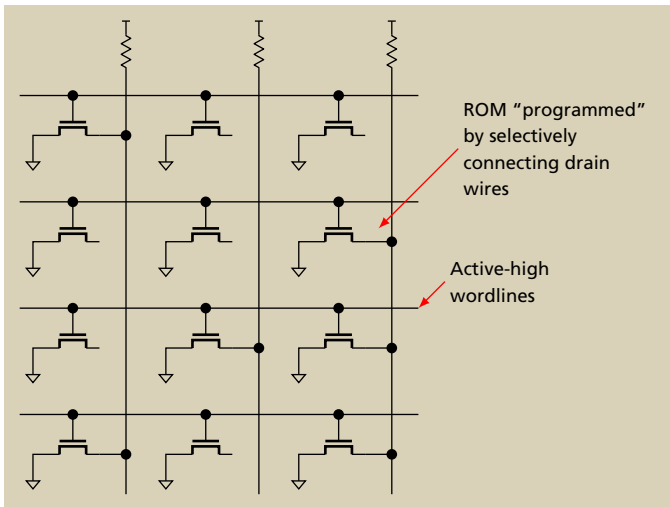 ROM “programmed”
by selectively
connecting drain
wires
Active-high
wordlines